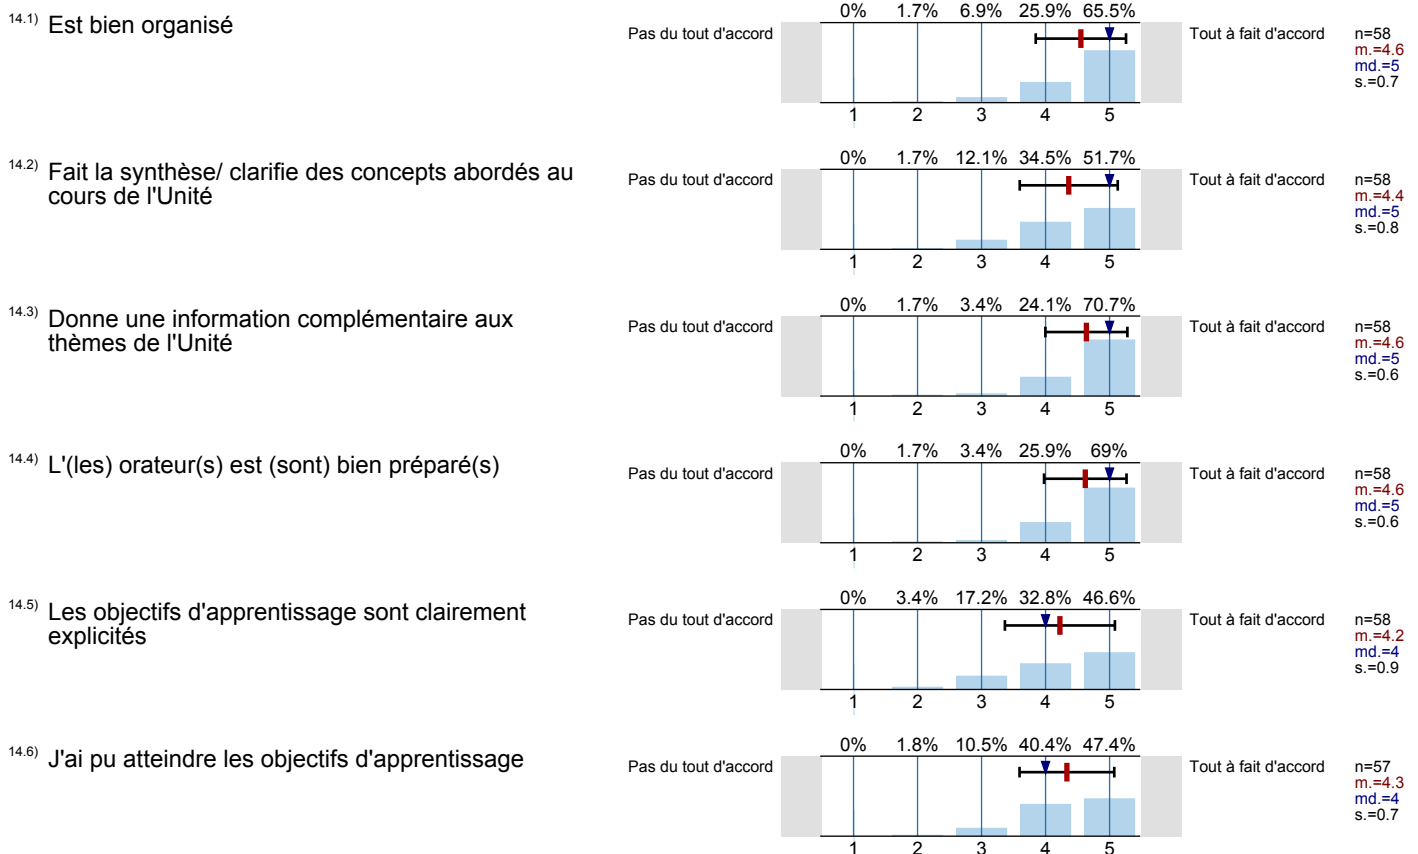 14.1) Est bien organisé
Pas du tout d'accord
0% 1.7% 6.9% 25.9% 65.5%
1 2 3 4 5
Tout à fait d'accord
n=58
m.=4.6
md.=5
s.=0.7
14.2) Fait la synthèse/ clarifie des concepts abordés au
cours de l'Unité
Pas du tout d'accord
0% 1.7% 12.1% 34.5% 51.7%
1 2 3 4 5
Tout à fait d'accord
n=58
m.=4.4
md.=5
s.=0.8
14.3) Donne une information complémentaire aux
thèmes de l'Unité
Pas du tout d'accord
0% 1.7% 3.4% 24.1% 70.7%
1 2 3 4 5
Tout à fait d'accord
n=58
m.=4.6
md.=5
s.=0.6
14.4) L'(les) orateur(s) est (sont) bien préparé(s)
Pas du tout d'accord
0% 1.7% 3.4% 25.9% 69%
1 2 3 4 5
Tout à fait d'accord
n=58
m.=4.6
md.=5
s.=0.6
14.5) Les objectifs d'apprentissage sont clairement
explicités
Pas du tout d'accord
0% 3.4% 17.2% 32.8% 46.6%
1 2 3 4 5
Tout à fait d'accord
n=58
m.=4.2
md.=4
s.=0.9
14.6) J'ai pu atteindre les objectifs d'apprentissage
Pas du tout d'accord
0% 1.8% 10.5% 40.4% 47.4%
1 2 3 4 5
Tout à fait d'accord
n=57
m.=4.3
md.=4
s.=0.7